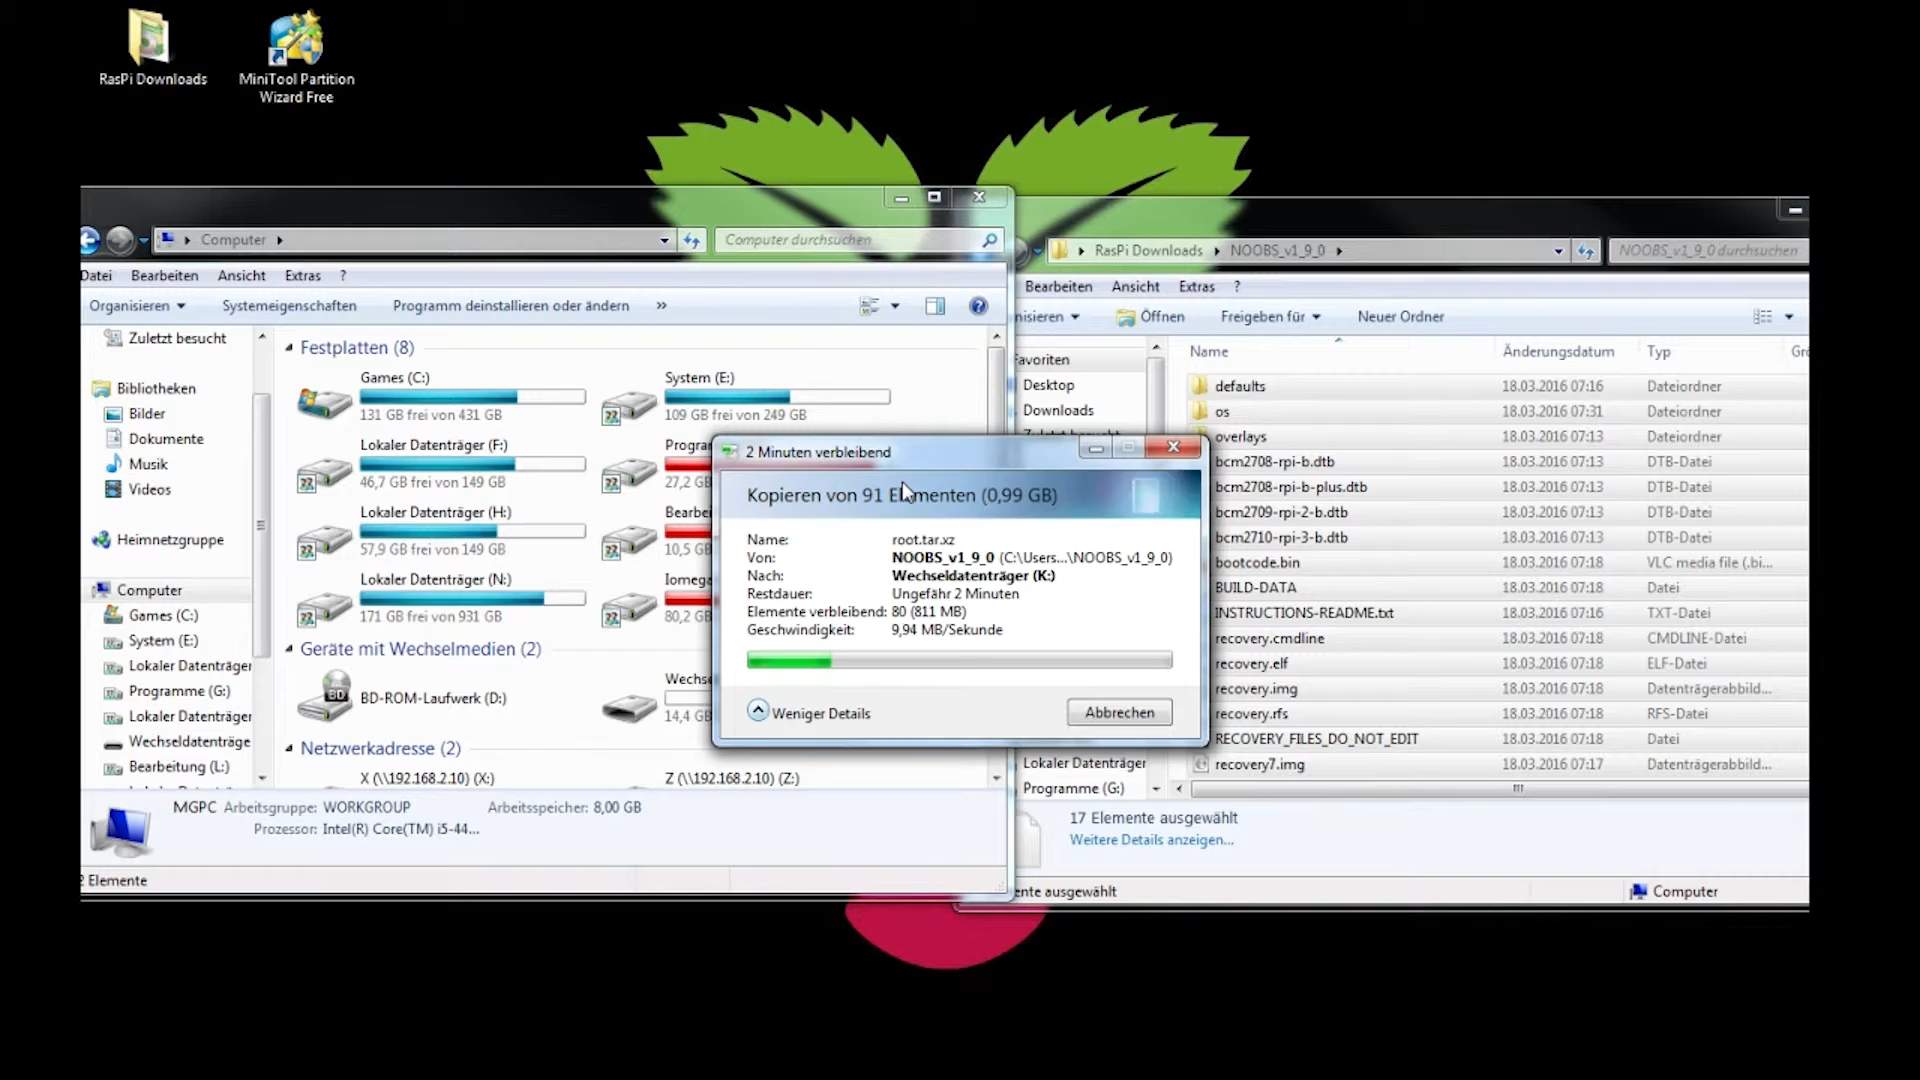 RasPi Downloads
MiniTool Partition
Wizard Free
Computer
Computer durchsuchen
Datei Bearbeiten Ansicht Extras ?
Organisieren Systemeigenschaften Programm deinstallieren oder ändern »
Zuletzt besucht
Bibliotheken
Bilder
Dokumente
Musik
Videos
Heimnetzgruppe
Computer
Games (C:)
System (E:)
Lokaler Datenträger
Programme (G:)
Lokaler Datenträger
Wechseldatenträge
Bearbeitung (L:)
Festplatten (8)
Games (C:)
131 GB frei von 431 GB
System (E:)
109 GB frei von 249 GB
Lokaler Datenträger (F:)
46,7 GB frei von 149 GB
Progra
27,2 G
Lokaler Datenträger (H:)
57,9 GB frei von 149 GB
Bearbei
10,5 G
Lokaler Datenträger (N:)
171 GB frei von 931 GB
Iomega
80,2 G
Geräte mit Wechselmedien (2)
BD
BD-ROM-Laufwerk (D:)
Wechse
14,4 G
Netzwerkadresse (2)
X (\\192.168.2.10) (X:)
Z (\\192.168.2.10) (Z:)
MGPC Arbeitsgruppe: WORKGROUP Arbeitsspeicher: 8,00 GB
Prozessor: Intel(R) Core(TM) i5-44...
Elemente
2 Minuten verbleibend
Kopieren von 91 Elementen (0,99 GB)
Name: root.tar.xz
Von: NOOBS_v1_9_0 (C:\Users...\NOOBS_v1_9_0)
Nach: Wechseldatenträger (K:)
Restdauer: Ungefähr 2 Minuten
Elemente verbleibend: 80 (811 MB)
Geschwindigkeit: 9,94 MB/Sekunde
Weniger Details
Abbrechen
RasPi Downloads NOOBS_v1_9_0
NOOBS_v1_9_0 durchsuchen
Bearbeiten Ansicht Extras ?
nisieren Öffnen Freigeben für Neuer Ordner
Favoriten
Desktop
Downloads
Lokaler Datenträger
Programme (G:)
Name Änderungsdatum Typ Grö
defaults 18.03.2016 07:16 Dateiordner
os 18.03.2016 07:31 Dateiordner
overlays 18.03.2016 07:16 Dateiordner
bcm2708-rpi-b.dtb 18.03.2016 07:16 DTB-Datei
bcm2708-rpi-b-plus.dtb 18.03.2016 07:16 DTB-Datei
bcm2709-rpi-2-b.dtb 18.03.2016 07:16 DTB-Datei
bcm2710-rpi-3-b.dtb 18.03.2016 07:16 DTB-Datei
bootcode.bin 18.03.2016 07:16 VLC media file (.bi...
BUILD-DATA 18.03.2016 07:18 Datei
INSTRUCTIONS-README.txt 18.03.2016 07:16 TXT-Datei
recovery.cmdline 18.03.2016 07:18 CMDLINE-Datei
recovery.elf 18.03.2016 07:18 ELF-Datei
recovery.img 18.03.2016 07:18 Datenträgerabbild...
recovery.rfs 18.03.2016 07:18 RFS-Datei
RECOVERY_FILES_DO_NOT_EDIT 18.03.2016 07:18 Datei
recovery7.img 18.03.2016 07:17 Datenträgerabbild...
17 Elemente ausgewählt
Weitere Details anzeigen...
ente ausgewählt
Computer